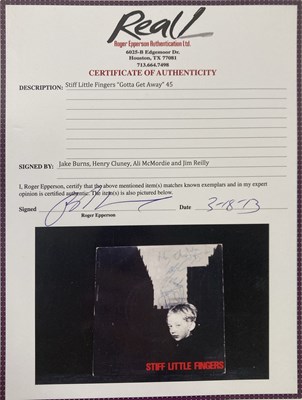 Real!
Roger Epperson Authentication Ltd.
6025-B Edgemoor Dr.
Houston, TX 77081
713.664.7498
CERTIFICATE OF AUTHENTICITY
DESCRIPTION: Stiff Little Fingers "Gotta Get Away" 45
SIGNED BY: Jake Burns, Henry Cluney, Ali McMordie and Jim Reilly
I, Roger Epperson, certify that the above mentioned item(s) matches known exemplars and in my expert
opinion is certified authentic. The item(s) is also pictured below.
Signed Date 3-18-13
Roger Epperson
STIFF LITTLE FINGERS